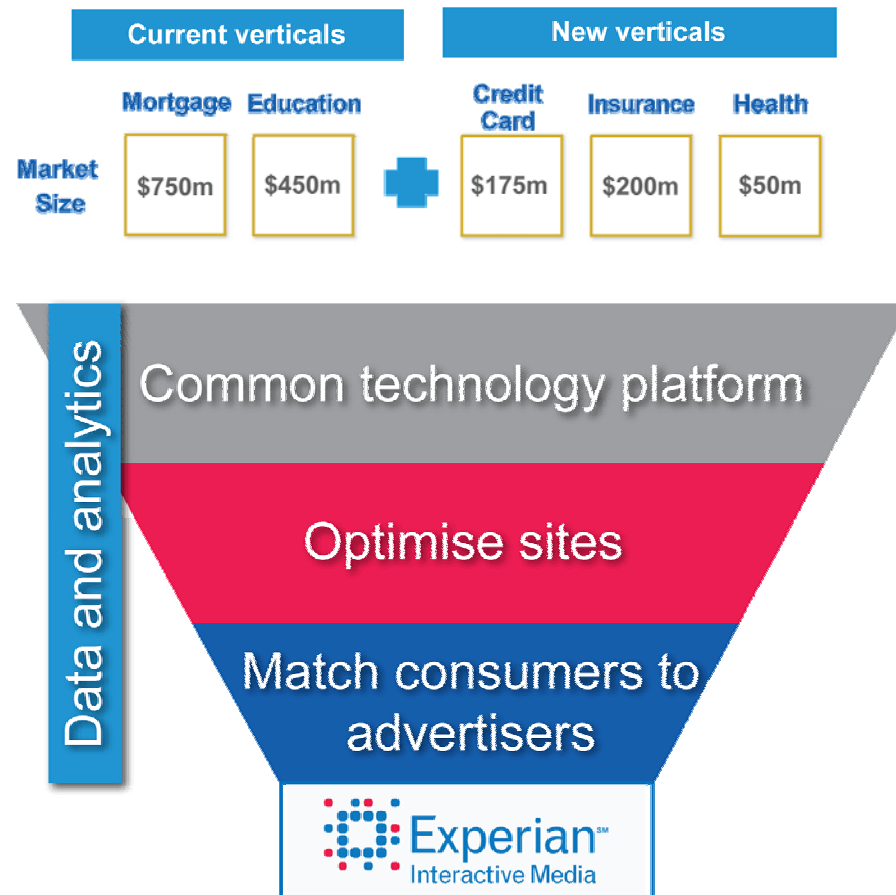 Current verticals
New verticals
Mortgage Education
Credit
Card
Insurance
Health
Market
Size
$750m
$450m
$175m
$200m
$50m
Data and analytics
Common technology platform
Optimise sites
Match consumers to
advertisers
Experian℠
Interactive Media